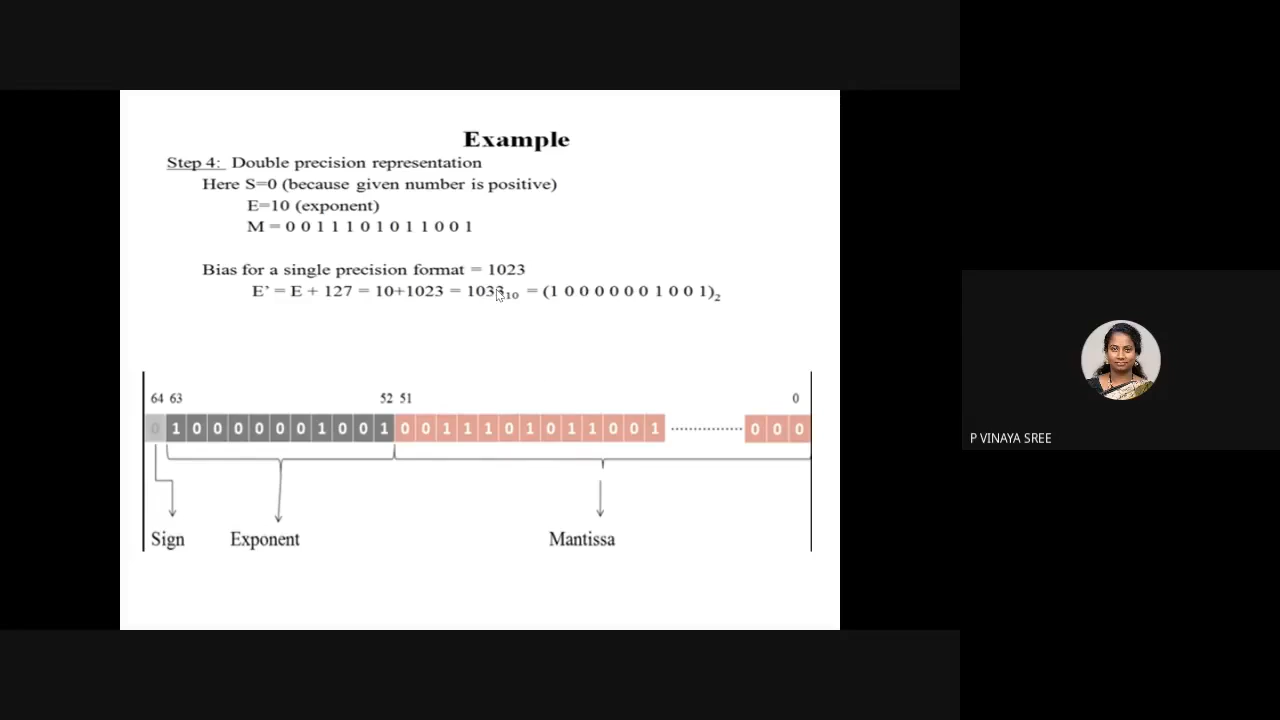 Example
Step 4: Double precision representation
Here S=0 (because given number is positive)
E=10 (exponent)
M = 0 0 1 1 1 0 1 0 1 1 0 0 1
Bias for a single precision format = 1023
E' = E + 127 = 10+1023 = 1033₁₀ = (1 0 0 0 0 0 0 1 0 0 1)₂
64 63 52 51 0
0 1 0 0 0 0 0 0 1 0 0 1 0 0 1 1 1 0 1 0 1 1 0 0 1 .............. 0 0 0
Sign Exponent Mantissa
P VINAYA SREE